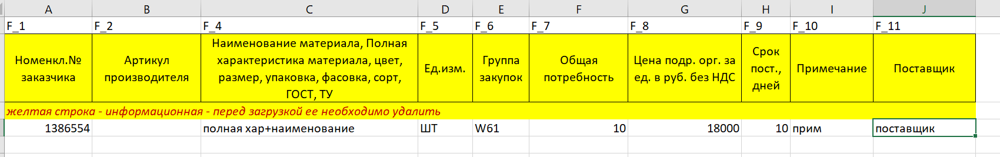 A B C D E F G H I J
F_1 F_2 F_4 F_5 F_6 F_7 F_8 F_9 F_10 F_11
Номенкл.№
заказчика
Артикул
производителя
Наименование материала, Полная
характеристика материала, цвет,
размер, упаковка, фасовка, сорт,
ГОСТ, ТУ
Ед.изм.
Группа
закупок
Общая
потребность
Цена подр. орг. за
ед. в руб. без НДС
Срок
пост.,
дней
Примечание
Поставщик
желтая строка - информационная - перед загрузкой ее необходимо удалить
1386554 полная хар+наименование ШТ W61 10 18000 10 прим поставщик